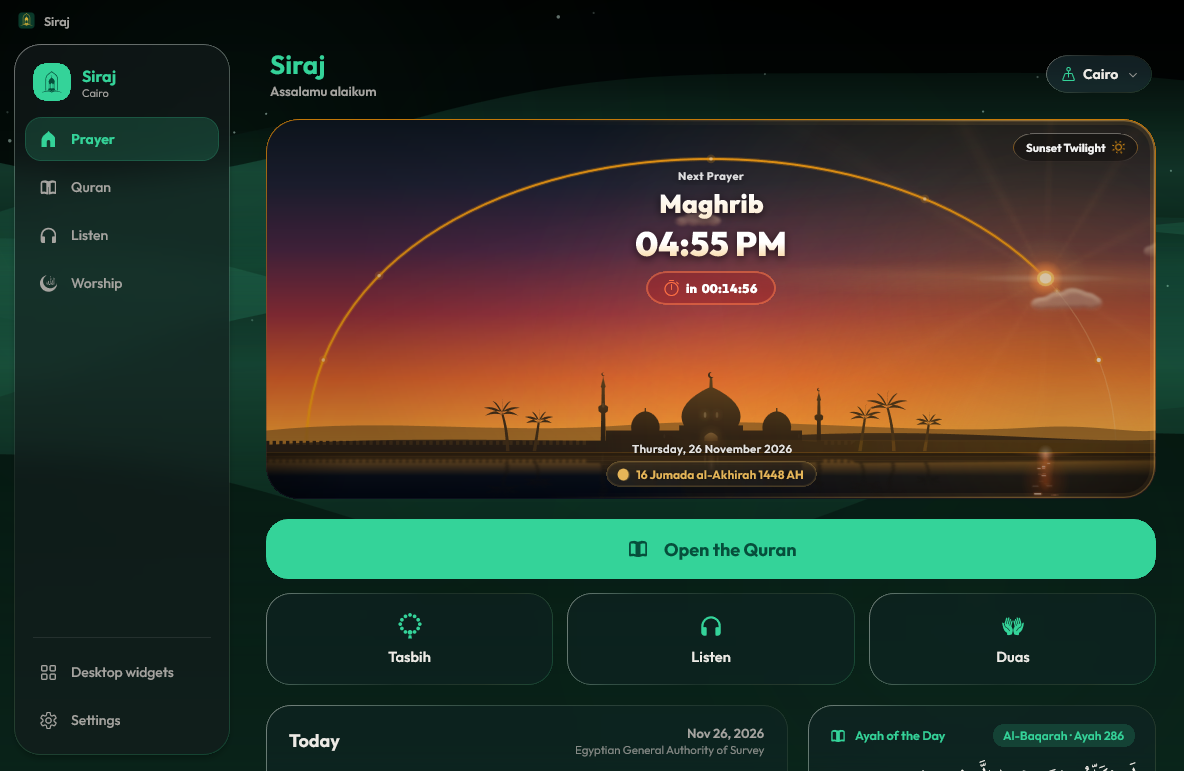 Siraj
Siraj
Cairo
Prayer
Quran
Listen
Worship
Desktop widgets
Settings
Siraj
Assalamu alaikum
Cairo
Sunset Twilight
Next Prayer
Maghrib
04:55 PM
in 00:14:56
Thursday, 26 November 2026
16 Jumada al-Akhirah 1448 AH
Open the Quran
Tasbih
Listen
Duas
Today
Nov 26, 2026
Egyptian General Authority of Survey
Ayah of the Day
Al-Baqarah · Ayah 286